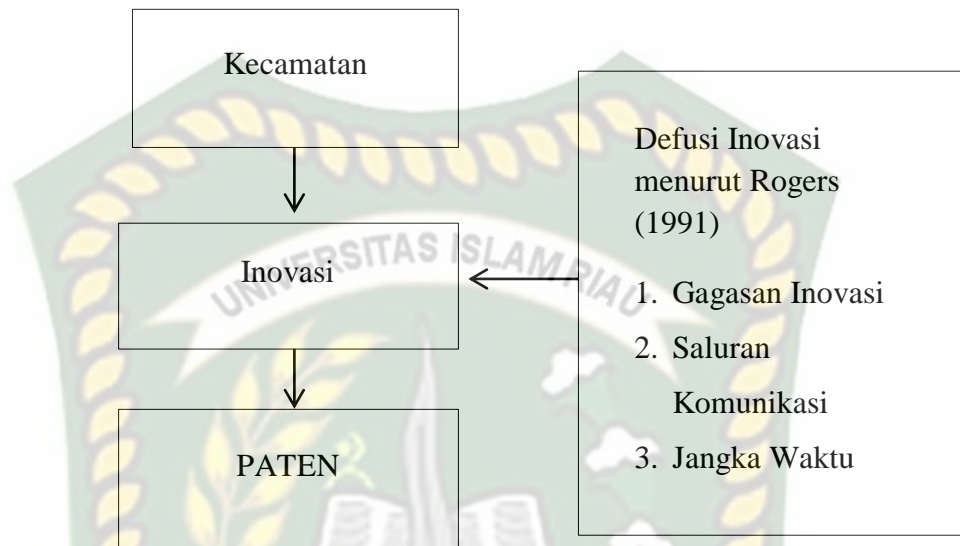 Kecamatan
Inovasi
PATEN
Defusi Inovasi
menurut Rogers
(1991)
1. Gagasan Inovasi
2. Saluran
Komunikasi
3. Jangka Waktu
UNIVERSITAS ISLAM RIAU